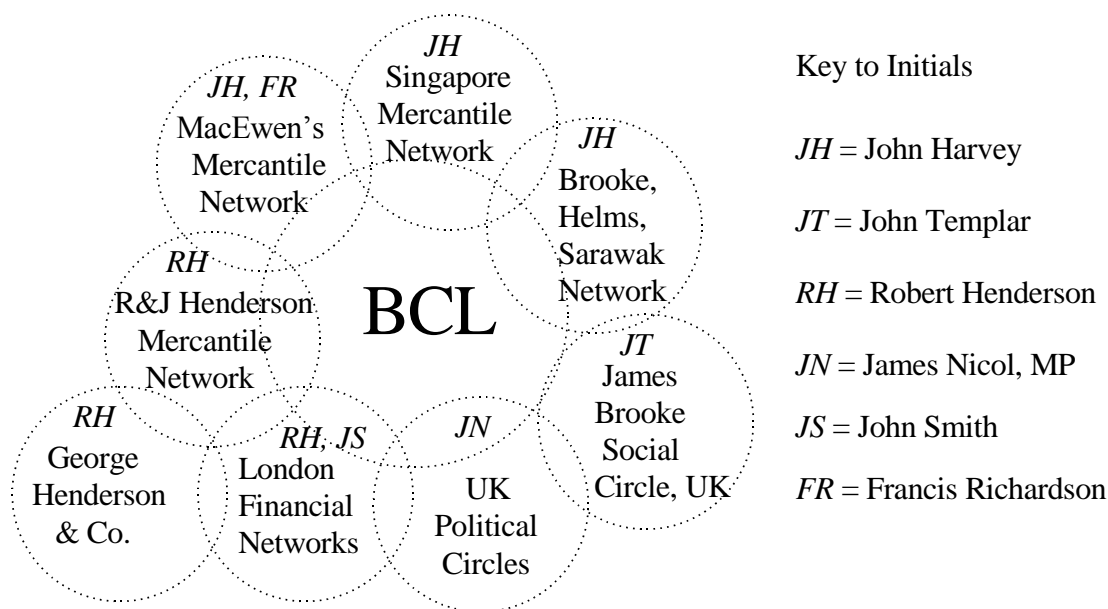 JH
Singapore
Mercantile
Network
JH, FR
MacEwen’s
Mercantile
Network
JH
Brooke,
Helms,
Sarawak
Network
RH
R&J Henderson
Mercantile
Network
BCL
JT
James
Brooke
Social
Circle, UK
RH
George
Henderson
& Co.
RH, JS
London
Financial
Networks
JN
UK
Political
Circles
Key to Initials
JH = John Harvey
JT = John Templar
RH = Robert Henderson
JN = James Nicol, MP
JS = John Smith
FR = Francis Richardson